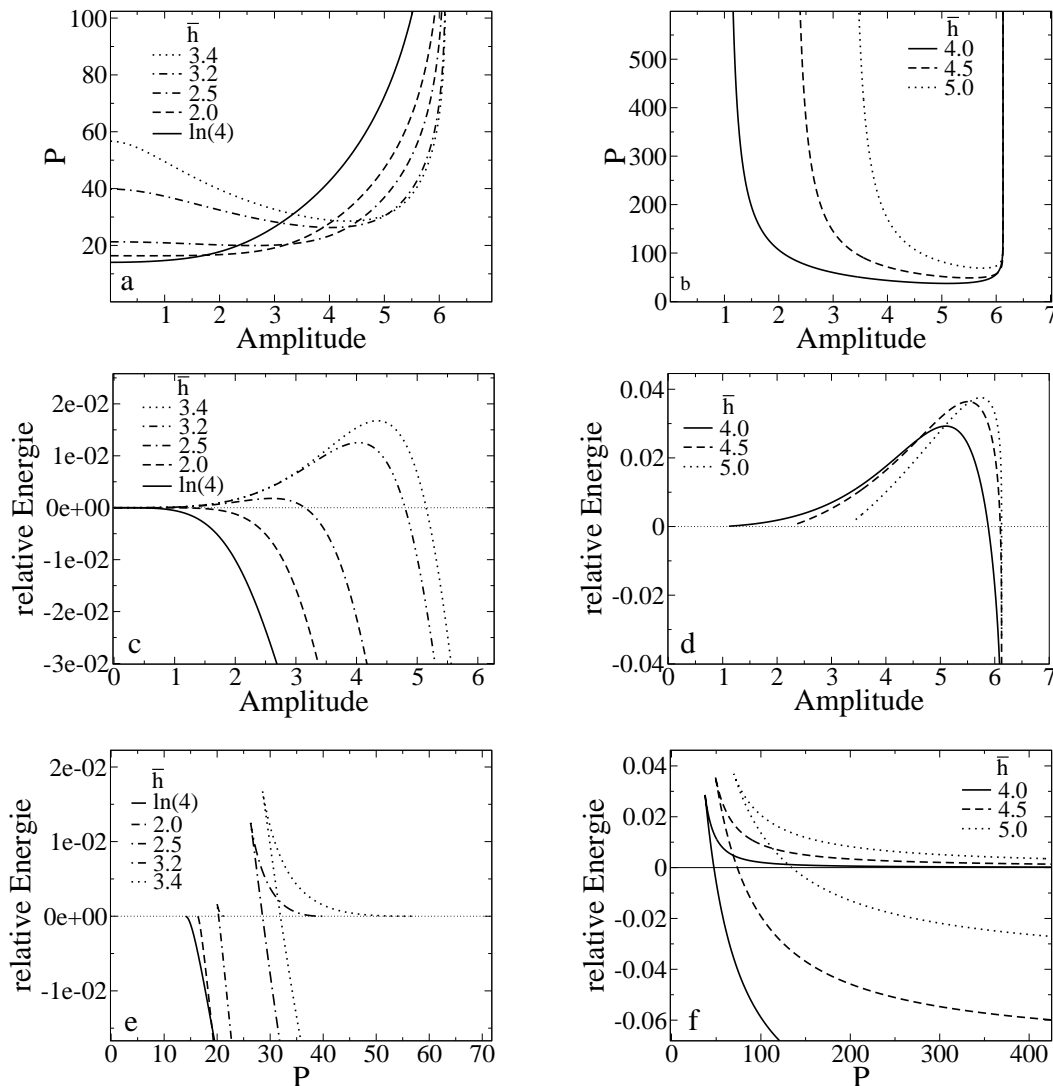 100
80
60
40
20
P
h
3.4
3.2
2.5
2.0
ln(4)
a
1 2 3 4 5 6
Amplitude
500
400
300
200
100
0
P
h
4.0
4.5
5.0
b
1 2 3 4 5 6 7
Amplitude
2e-02
1e-02
0e+00
-1e-02
-2e-02
-3e-02
relative Energie
h
3.4
3.2
2.5
2.0
ln(4)
c
0 1 2 3 4 5 6
Amplitude
0.04
0.02
0
-0.02
-0.04
relative Energie
h
4.0
4.5
5.0
d
0 1 2 3 4 5 6 7
Amplitude
2e-02
1e-02
0e+00
-1e-02
relative Energie
h
ln(4)
2.0
2.5
3.2
3.4
e
0 10 20 30 40 50 60 70
P
0.04
0.02
0
-0.02
-0.04
-0.06
relative Energie
h
4.0
4.5
5.0
f
0 100 200 300 400
P